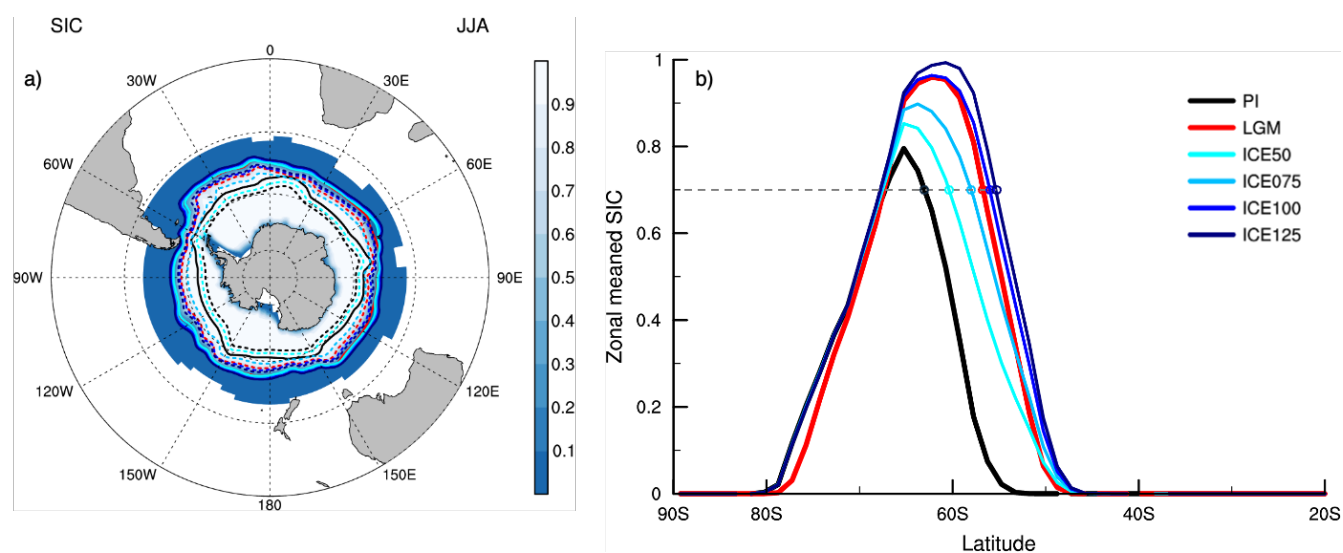 SIC JJA
a)
0
30E
60E
90E
120E
150E
180
150W
120W
90W
60W
30W
0.9
0.8
0.7
0.6
0.5
0.4
0.3
0.2
0.1
b)
Zonal meaned SIC
1
0.8
0.6
0.4
0.2
0
90S 80S 60S 40S 20S
Latitude
PI
LGM
ICE50
ICE075
ICE100
ICE125